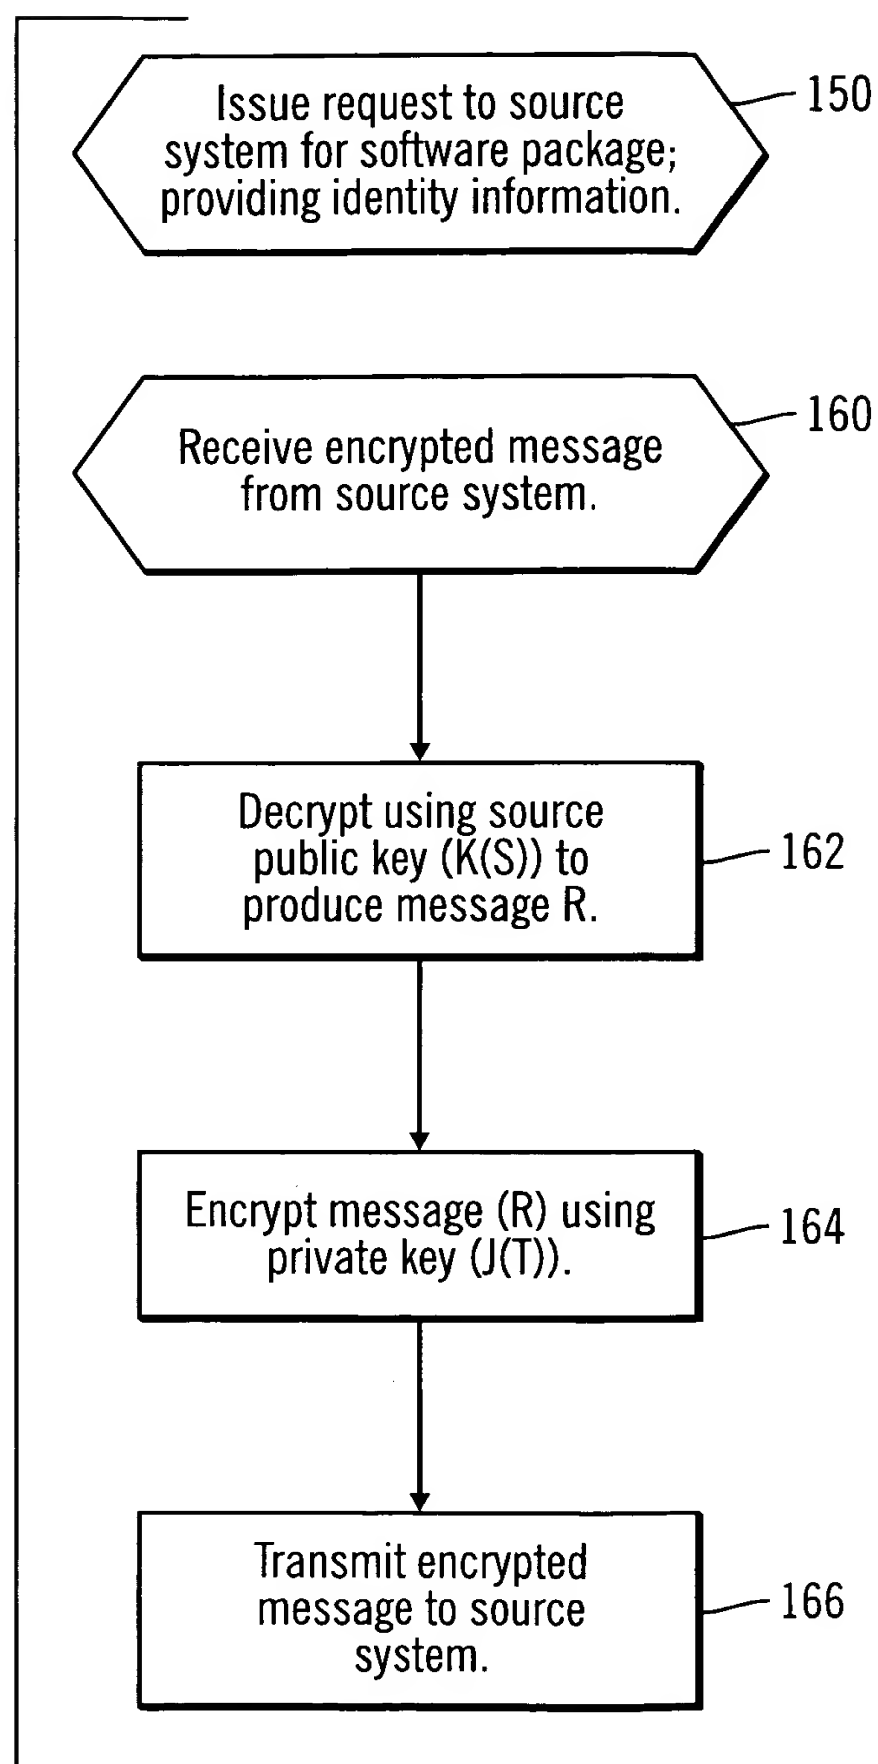 Issue request to source
system for software package;
providing identity information.
150
Receive encrypted message
from source system.
160
Decrypt using source
public key (K(S)) to
produce message R.
162
Encrypt message (R) using
private key (J(T)).
164
Transmit encrypted
message to source
system.
166